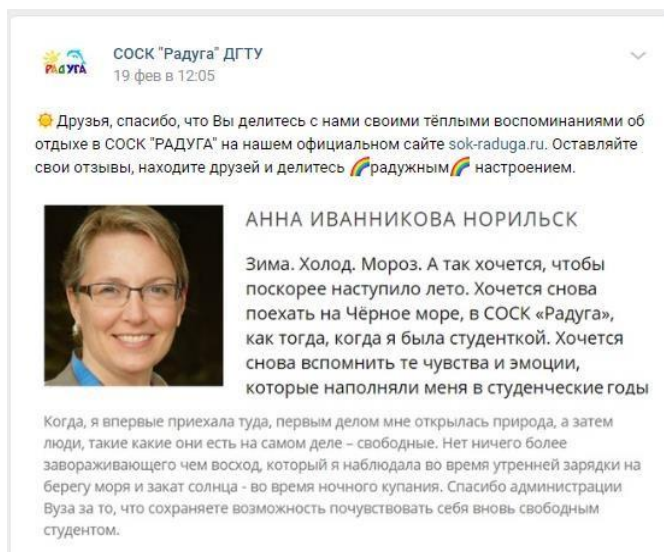 РАДУГА
СОСК "Радуга" ДГТУ
19 фев в 12:05
Друзья, спасибо, что Вы делитесь с нами своими тёплыми воспоминаниями об
отдыхе в СОСК "РАДУГА" на нашем официальном сайте sok-raduga.ru. Оставляйте
свои отзывы, находите друзей и делитесь 🌈радужным🌈 настроением.
АННА ИВАННИКОВА НОРИЛЬСК
Зима. Холод. Мороз. А так хочется, чтобы
поскорее наступило лето. Хочется снова
поехать на Чёрное море, в СОСК «Радуга»,
как тогда, когда я была студенткой. Хочется
снова вспомнить те чувства и эмоции,
которые наполняли меня в студенческие годы
Когда, я впервые приехала туда, первым делом мне открылась природа, а затем
люди, такие какие они есть на самом деле – свободные. Нет ничего более
завораживающего чем восход, который я наблюдала во время утренней зарядки на
берегу моря и закат солнца - во время ночного купания. Спасибо администрации
Вуза за то, что сохраняете возможность почувствовать себя вновь свободным
студентом.